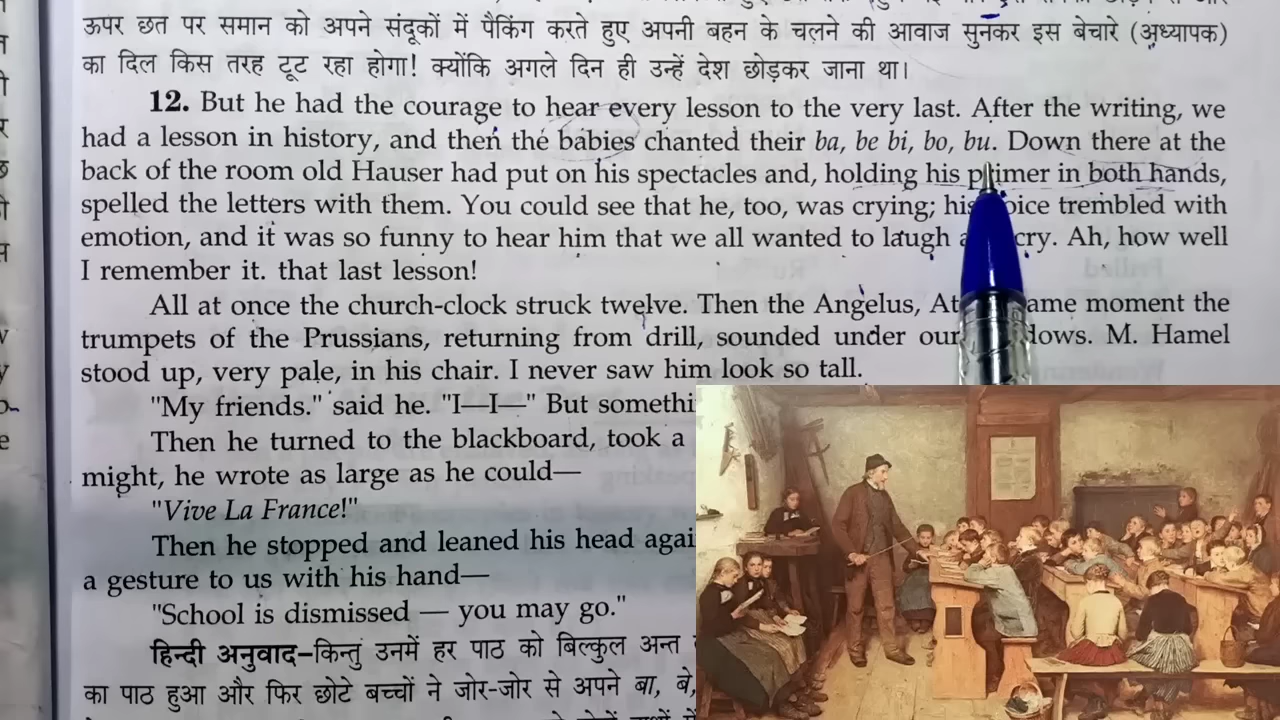 ऊपर छत पर समान को अपने संदूकों में पैकिंग करते हुए अपनी बहन के चलने की आवाज सुनकर इस बेचारे (अध्यापक)
का दिल किस तरह टूट रहा होगा! क्योंकि अगले दिन ही उन्हें देश छोड़कर जाना था।
12. But he had the courage to hear every lesson to the very last. After the writing, we
had a lesson in history, and then the babies chanted their ba, be bi, bo, bu. Down there at the
back of the room old Hauser had put on his spectacles and, holding his primer in both hands,
spelled the letters with them. You could see that he, too, was crying; his voice trembled with
emotion, and it was so funny to hear him that we all wanted to laugh cry. Ah, how well
I remember it. that last lesson!
All at once the church-clock struck twelve. Then the Angelus, At same moment the
trumpets of the Prussians, returning from drill, sounded under our windows. M. Hamel
stood up, very pale, in his chair. I never saw him look so tall.
"My friends." said he. "I—I—" But
Then he turned to the blackboard, took a
might, he wrote as large as he could—
"Vive La France!"
Then he stopped and leaned his head
a gesture to us with his hand—
"School is dismissed — you may go."
हिन्दी अनुवाद–किन्तु उनमें हर पाठ को बिल्कुल अन्त
का पाठ हुआ और फिर छोटे बच्चों ने जोर-जोर से अपने बा, बे,